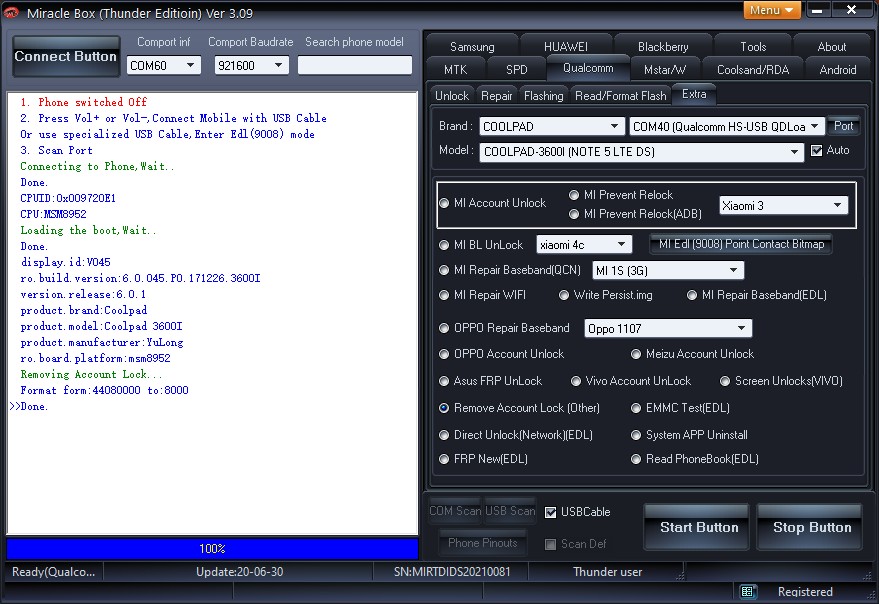 Miracle Box (Thunder Editioin) Ver 3.09
Menu
Connect Button
Comport inf
Comport Baudrate
Search phone model
COM60
921600
1. Phone switched Off
2. Press Vol+ or Vol-,Connect Mobile with USB Cable
Or use specialized USB Cable,Enter Edl(9008) mode
3. Scan Port
Connecting to Phone,Wait..
Done.
CPUID:0x009720E1
CPU:MSM8952
Loading the boot,Wait..
Done.
display.id:V045
ro.build.version:6.0.045.P0.171226.3600I
version.release:6.0.1
product.brand:Coolpad
product.model:Coolpad 3600I
product.manufacturer:YuLong
ro.board.platform:msm8952
Removing Account Lock...
Format form:44080000 to:8000
>>Done.
100%
Samsung
HUAWEI
Blackberry
Tools
About
MTK
SPD
Qualcomm
Mstar/W
Coolsand/RDA
Android
Unlock
Repair
Flashing
Read/Format Flash
Extra
Brand : COOLPAD
COM40 (Qualcomm HS-USB QDLoa
Port
Model : COOLPAD-3600I (NOTE 5 LTE DS)
Auto
MI Account Unlock
MI Prevent Relock
MI Prevent Relock(ADB)
Xiaomi 3
MI BL UnLock
xiaomi 4c
MI Edl (9008) Point Contact Bitmap
MI Repair Baseband(QCN)
MI 1S (3G)
MI Repair WIFI
Write Persist.img
MI Repair Baseband(EDL)
OPPO Repair Baseband
Oppo 1107
OPPO Account Unlock
Meizu Account Unlock
Asus FRP UnLock
Vivo Account UnLock
Screen Unlocks(VIVO)
Remove Account Lock (Other)
EMMC Test(EDL)
Direct Unlock(Network)(EDL)
System APP Uninstall
FRP New(EDL)
Read PhoneBook(EDL)
COM Scan
USB Scan
USBCable
Phone Pinouts
Scan Def
Start Button
Stop Button
Ready(Qualco...
Update:20-06-30
SN:MIRTDIDS20210081
Thunder user
Registered